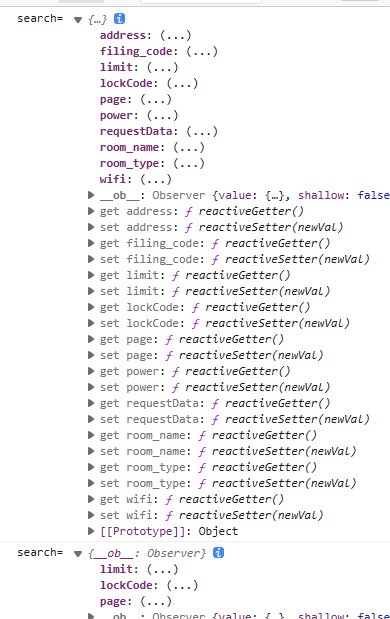 search= ▼ {…} i
address: (...)
filing_code: (...)
limit: (...)
lockCode: (...)
page: (...)
power: (...)
requestData: (...)
room_name: (...)
room_type: (...)
wifi: (...)
▶ __ob__: Observer {value: {…}, shallow: false
▶ get address: ƒ reactiveGetter()
▶ set address: ƒ reactiveSetter(newVal)
▶ get filing_code: ƒ reactiveGetter()
▶ set filing_code: ƒ reactiveSetter(newVal)
▶ get limit: ƒ reactiveGetter()
▶ set limit: ƒ reactiveSetter(newVal)
▶ get lockCode: ƒ reactiveGetter()
▶ set lockCode: ƒ reactiveSetter(newVal)
▶ get page: ƒ reactiveGetter()
▶ set page: ƒ reactiveSetter(newVal)
▶ get power: ƒ reactiveGetter()
▶ set power: ƒ reactiveSetter(newVal)
▶ get requestData: ƒ reactiveGetter()
▶ set requestData: ƒ reactiveSetter(newVal)
▶ get room_name: ƒ reactiveGetter()
▶ set room_name: ƒ reactiveSetter(newVal)
▶ get room_type: ƒ reactiveGetter()
▶ set room_type: ƒ reactiveSetter(newVal)
▶ get wifi: ƒ reactiveGetter()
▶ set wifi: ƒ reactiveSetter(newVal)
▶ [[Prototype]]: Object
search= ▼ {__ob__: Observer} i
limit: (...)
lockCode: (...)
page: (...)
▶ __ob__: Observer {value: {…}, shallow: false